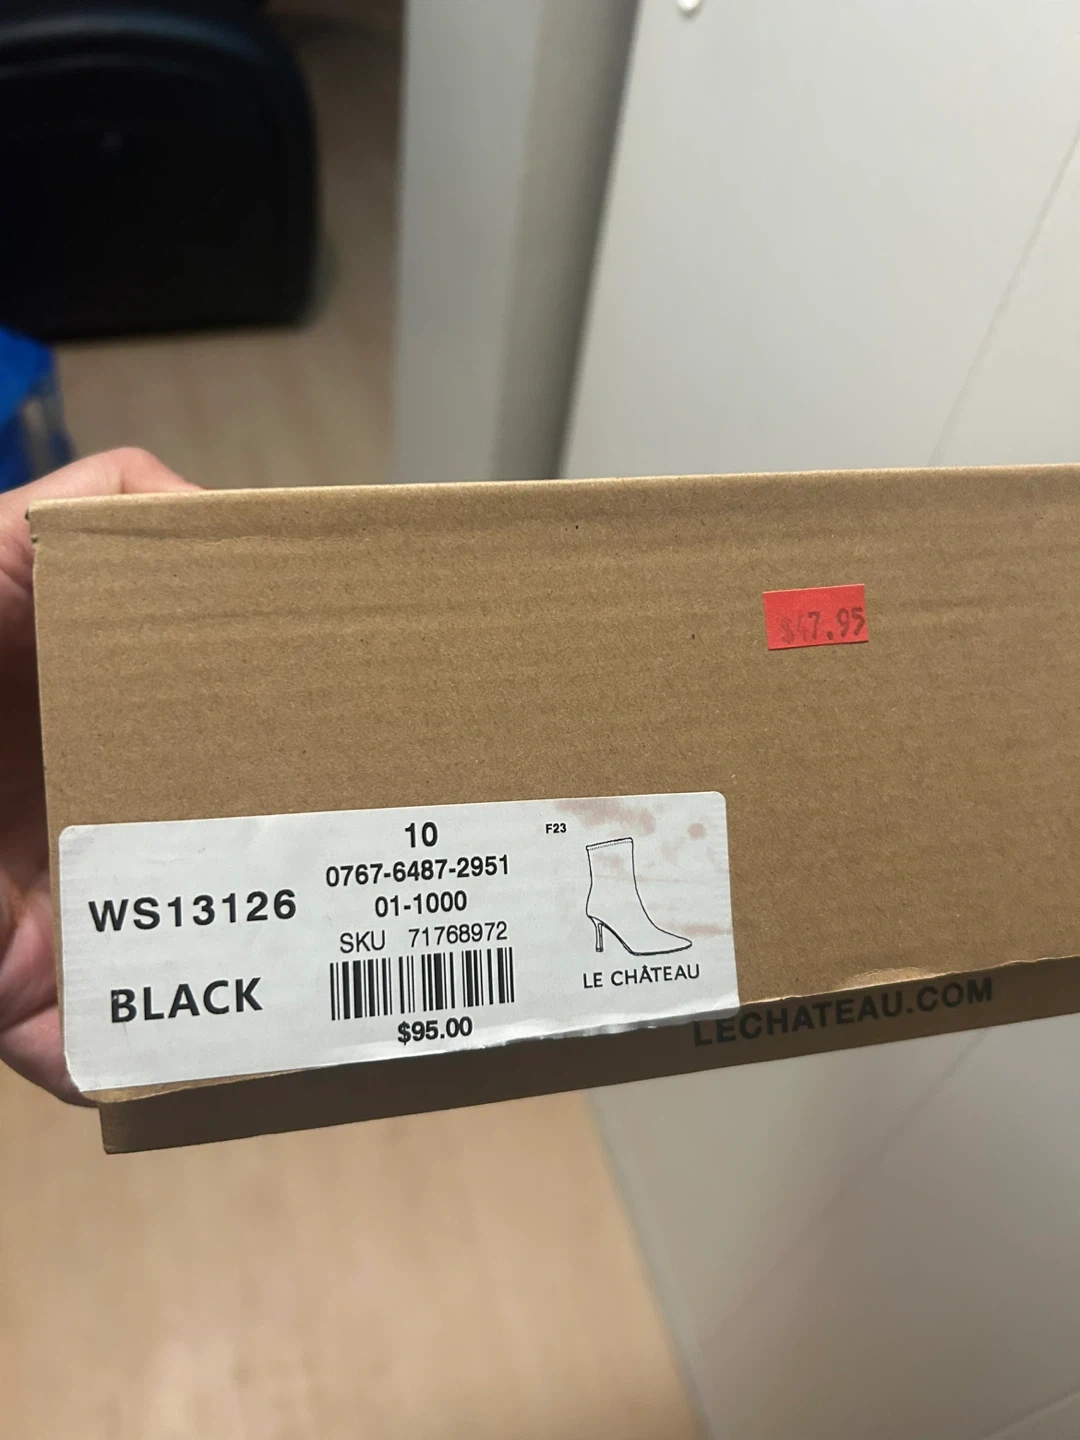 $47.95
10
F23
0767-6487-2951
WS13126
01-1000
SKU 71768972
BLACK
$95.00
LE CHÂTEAU
LECHATEAU.COM